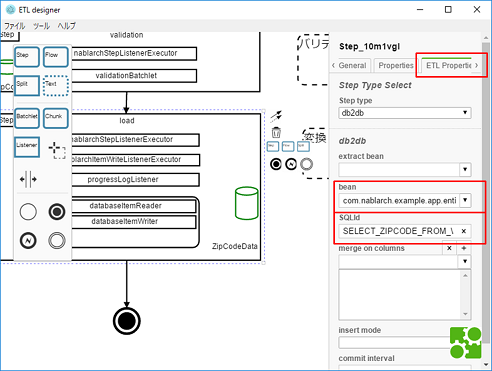 ETL designer
ファイル ツール ヘルプ
validation
nablarchStepListenerExecutor
validationBatchlet
バリデ
Step
Flow
Split
Text
Batchlet
Chunk
Listener
load
nablarchStepListenerExecutor
nablarchItemWriteListenerExecutor
progressLogListener
databaseItemReader
databaseItemWriter
ZipCodeData
変換
Step_10m1vgl
General
Properties
ETL Propertie
Step Type Select
Step type
db2db
db2db
extract bean
bean
com.nablarch.example.app.enti
SQLId
SELECT_ZIPCODE_FROM_
merge on columns
insert mode
commit interval